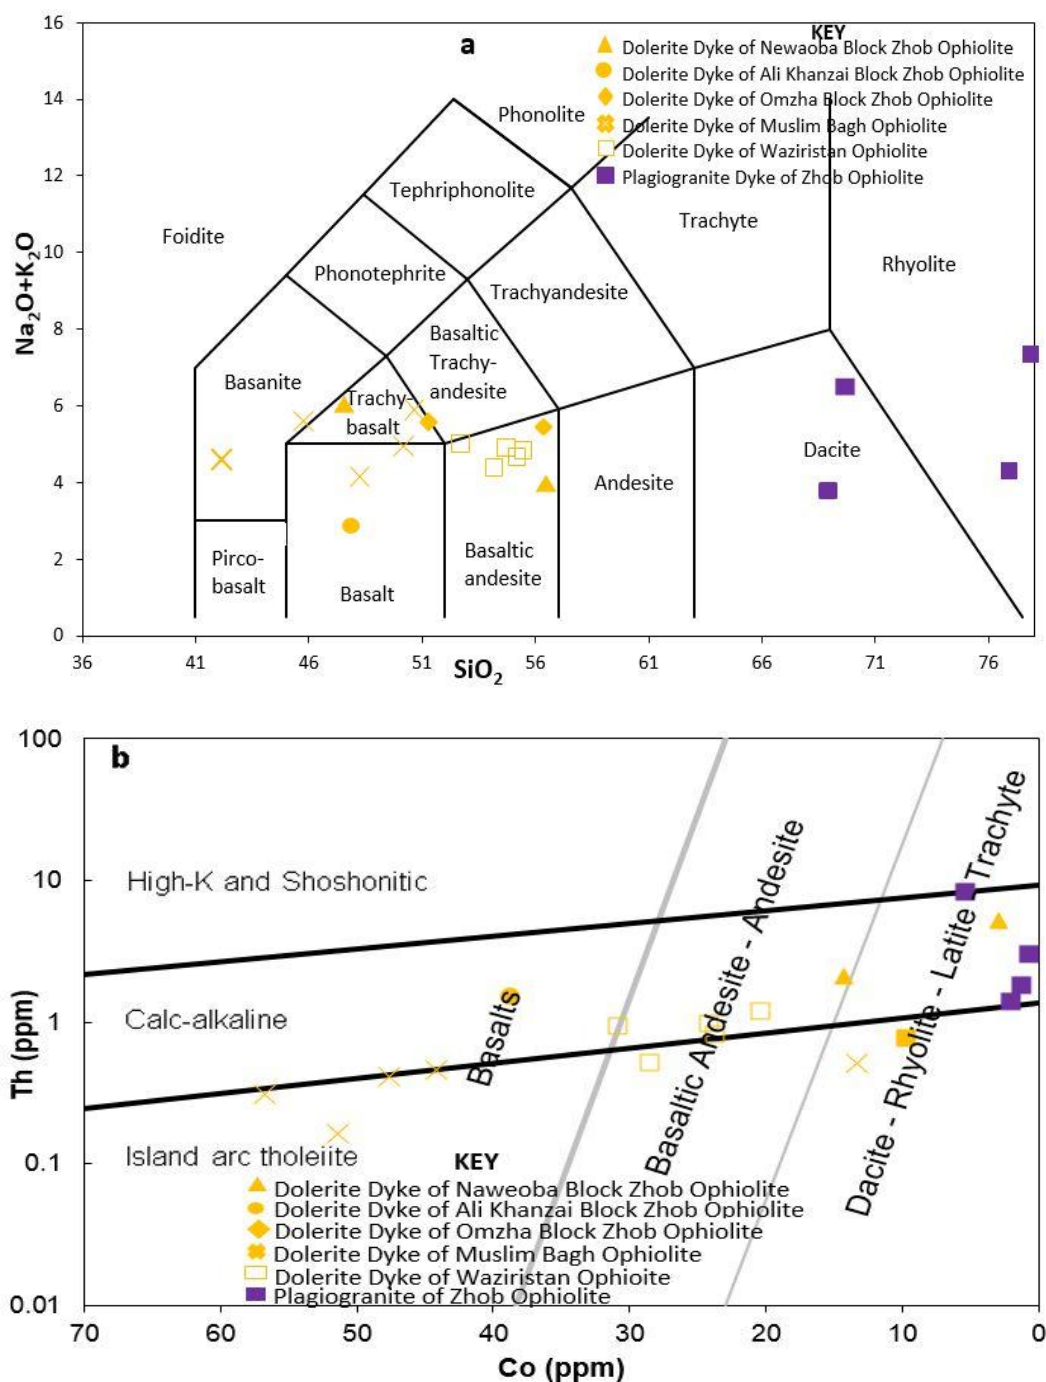 a
KEY
Dolerite Dyke of Newaoba Block Zhob Ophiolite
Dolerite Dyke of Ali Khanzai Block Zhob Ophiolite
Dolerite Dyke of Omzha Block Zhob Ophiolite
Dolerite Dyke of Muslim Bagh Ophiolite
Dolerite Dyke of Waziristan Ophiolite
Plagiogranite Dyke of Zhob Ophiolite
Na₂O+K₂O
16
14
12
10
8
6
4
2
0
Phonolite
Tephriphonolite
Trachyte
Foidite
Phonotephrite
Trachyandesite
Rhyolite
Basaltic
Trachy-
andesite
Basanite
Trachy-
basalt
Dacite
Andesite
Pirco-
basalt
Basalt
Basaltic
andesite
36
41
46
51
56
61
66
71
76
SiO₂
b
Th (ppm)
100
10
1
0.1
0.01
High-K and Shoshonitic
Calc-alkaline
Island arc tholeiite
Basalts
Basaltic Andesite - Andesite
Dacite - Rhyolite - Latite - Trachyte
KEY
Dolerite Dyke of Naweoba Block Zhob Ophiolite
Dolerite Dyke of Ali Khanzai Block Zhob Ophiolite
Dolerite Dyke of Omzha Block Zhob Ophiolite
Dolerite Dyke of Muslim Bagh Ophiolite
Dolerite Dyke of Waziristan Ophioite
Plagiogranite of Zhob Ophiolite
70
60
50
40
30
20
10
0
Co (ppm)